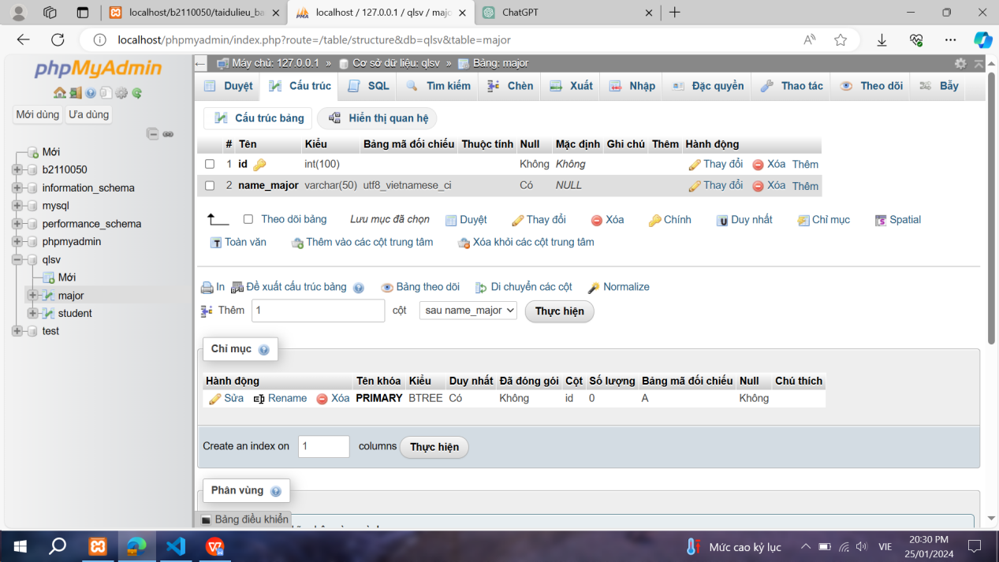 localhost/b2110050/taidulieu_ba
localhost / 127.0.0.1 / qlsv / majo
ChatGPT
localhost/phpmyadmin/index.php?route=/table/structure&db=qlsv&table=major
phpMyAdmin
Mới dùng Ưa dùng
Mới
b2110050
information_schema
mysql
performance_schema
phpmyadmin
qlsv
Mới
major
student
test
Máy chủ: 127.0.0.1 » Cơ sở dữ liệu: qlsv » Bảng: major
Duyệt Cấu trúc SQL Tìm kiếm Chèn Xuất Nhập Đặc quyền Thao tác Theo dõi Bẫy
Cấu trúc bảng Hiển thị quan hệ
# Tên Kiểu Bảng mã đối chiếu Thuộc tính Null Mặc định Ghi chú Thêm Hành động
1 id int(100) Không Không Thay đổi Xóa Thêm
2 name_major varchar(50) utf8_vietnamese_ci Có NULL Thay đổi Xóa Thêm
Theo dõi bảng Lưu mục đã chọn Duyệt Thay đổi Xóa Chính Duy nhất Chỉ mục Spatial
Toàn văn Thêm vào các cột trung tâm Xóa khỏi các cột trung tâm
In Đề xuất cấu trúc bảng Bảng theo dõi Di chuyển các cột Normalize
Thêm 1 cột sau name_major Thực hiện
Chỉ mục
Hành động Tên khóa Kiểu Duy nhất Đã đóng gói Cột Số lượng Bảng mã đối chiếu Null Chú thích
Sửa Rename Xóa PRIMARY BTREE Có Không id 0 A Không
Create an index on 1 columns Thực hiện
Phân vùng
Bảng điều khiển
Mức cao kỷ lục
VIE
20:30 PM
25/01/2024